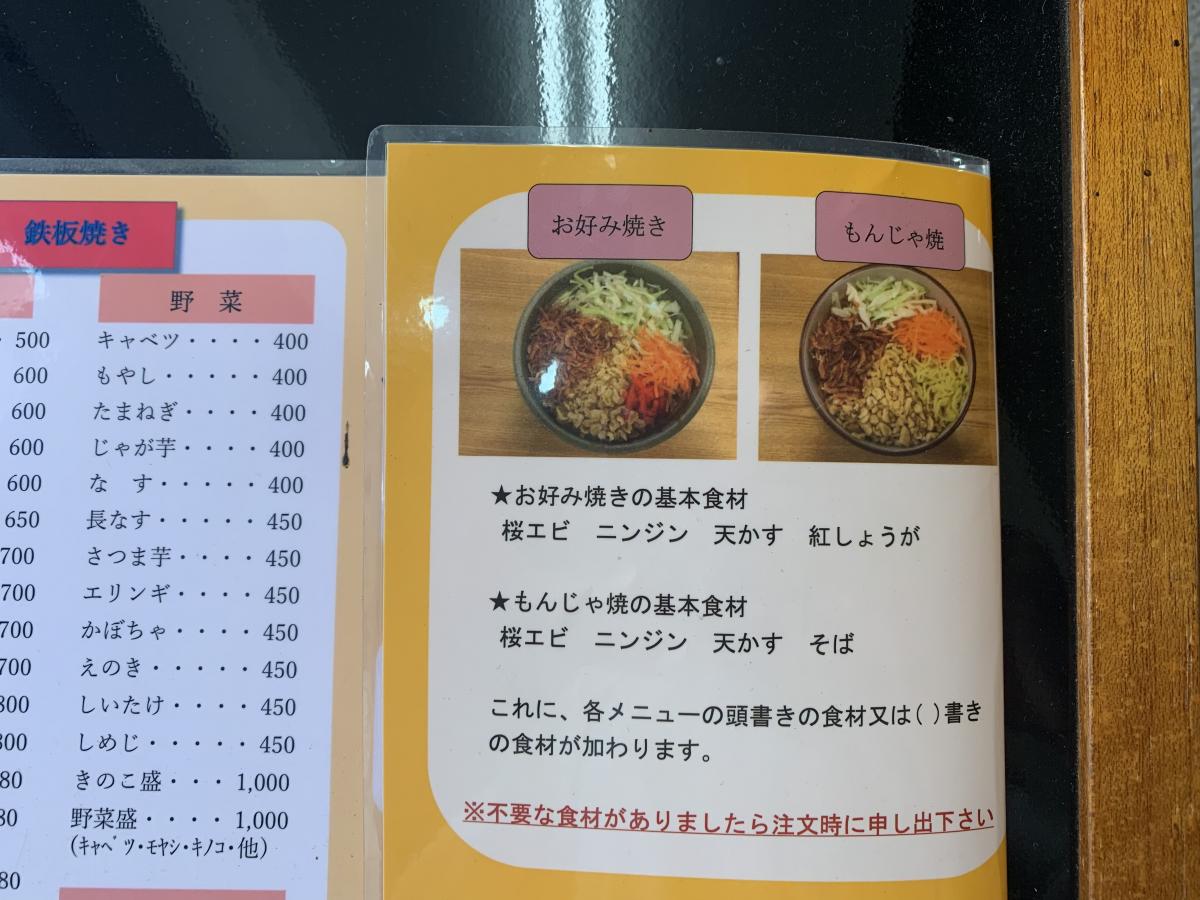 鉄板焼き
500
600
600
600
600
650
700
700
700
700
800
800
80
80
80
野 菜
キャベツ・・・・400
もやし・・・・・400
たまねぎ・・・・400
じゃが芋・・・・400
な す・・・・・400
長なす・・・・・450
さつま芋・・・・450
エリンギ・・・・450
かぼちゃ・・・・450
えのき・・・・・450
しいたけ・・・・450
しめじ・・・・・450
きのこ盛・・・1,000
野菜盛・・・・1,000
(ｷｬﾍﾞﾂ・ﾓﾔｼ・ｷﾉｺ・他)
お好み焼き
もんじゃ焼
★お好み焼きの基本食材
桜エビ ニンジン 天かす 紅しょうが
★もんじゃ焼の基本食材
桜エビ ニンジン 天かす そば
これに、各メニューの頭書きの食材又は( )書き
の食材が加わります。
※不要な食材がありましたら注文時に申し出下さい